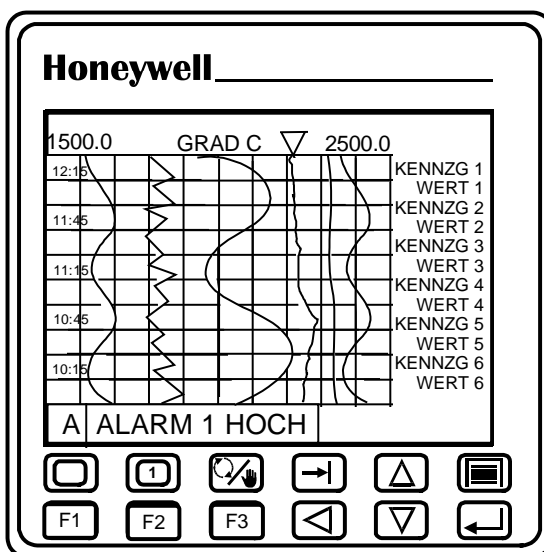 Honeywell
1500.0 GRAD C 2500.0
12:15
11:45
11:15
10:45
10:15
KENNZG 1
WERT 1
KENNZG 2
WERT 2
KENNZG 3
WERT 3
KENNZG 4
WERT 4
KENNZG 5
WERT 5
KENNZG 6
WERT 6
A ALARM 1 HOCH
1
F1 F2 F3